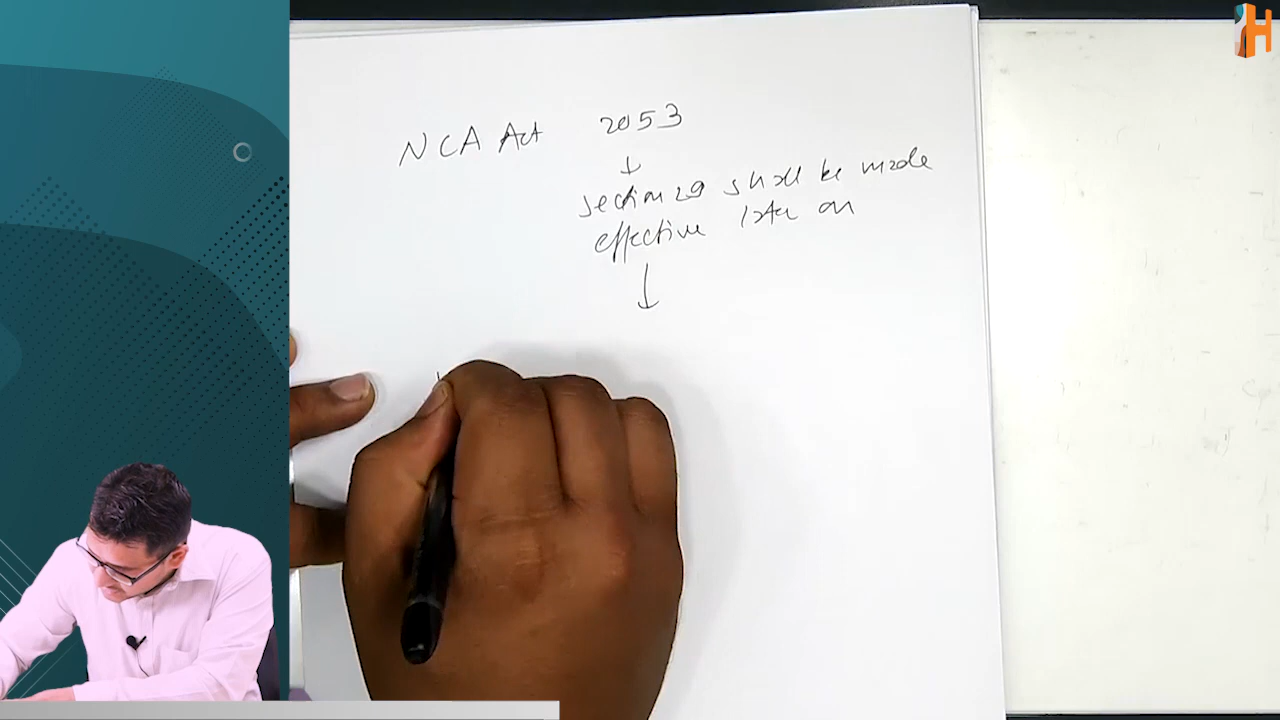 NCA Act 2053
↓
section 29 shall be made
effective later on
↓
H